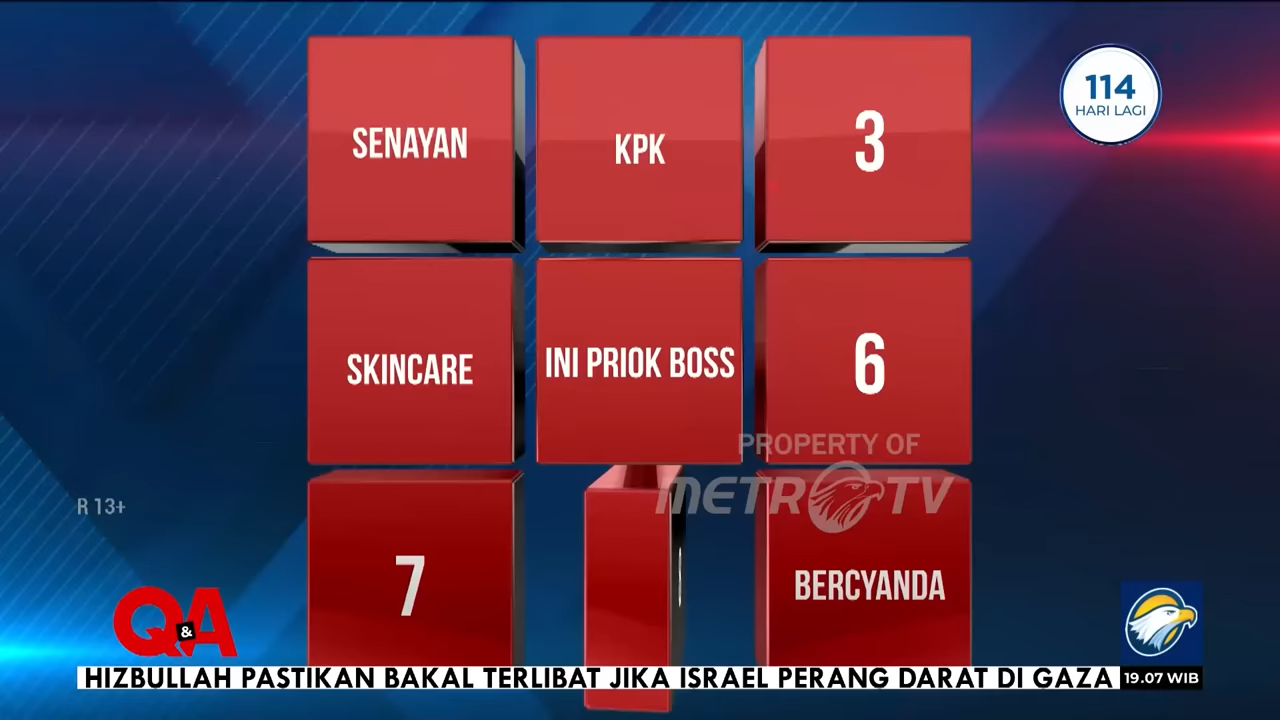 114
HARI LAGI
SENAYAN
KPK
3
SKINCARE
INI PRIOK BOSS
6
PROPERTY OF
METRO TV
R 13+
7
BERCYANDA
Q&A
HIZBULLAH PASTIKAN BAKAL TERLIBAT JIKA ISRAEL PERANG DARAT DI GAZA
19.07 WIB